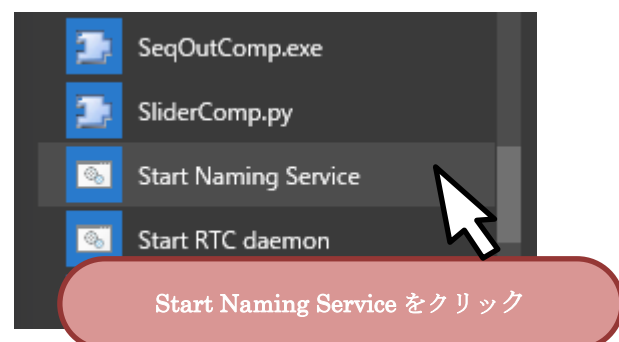 SeqOutComp.exe
SliderComp.py
Start Naming Service
Start RTC daemon
Start Naming Service をクリック